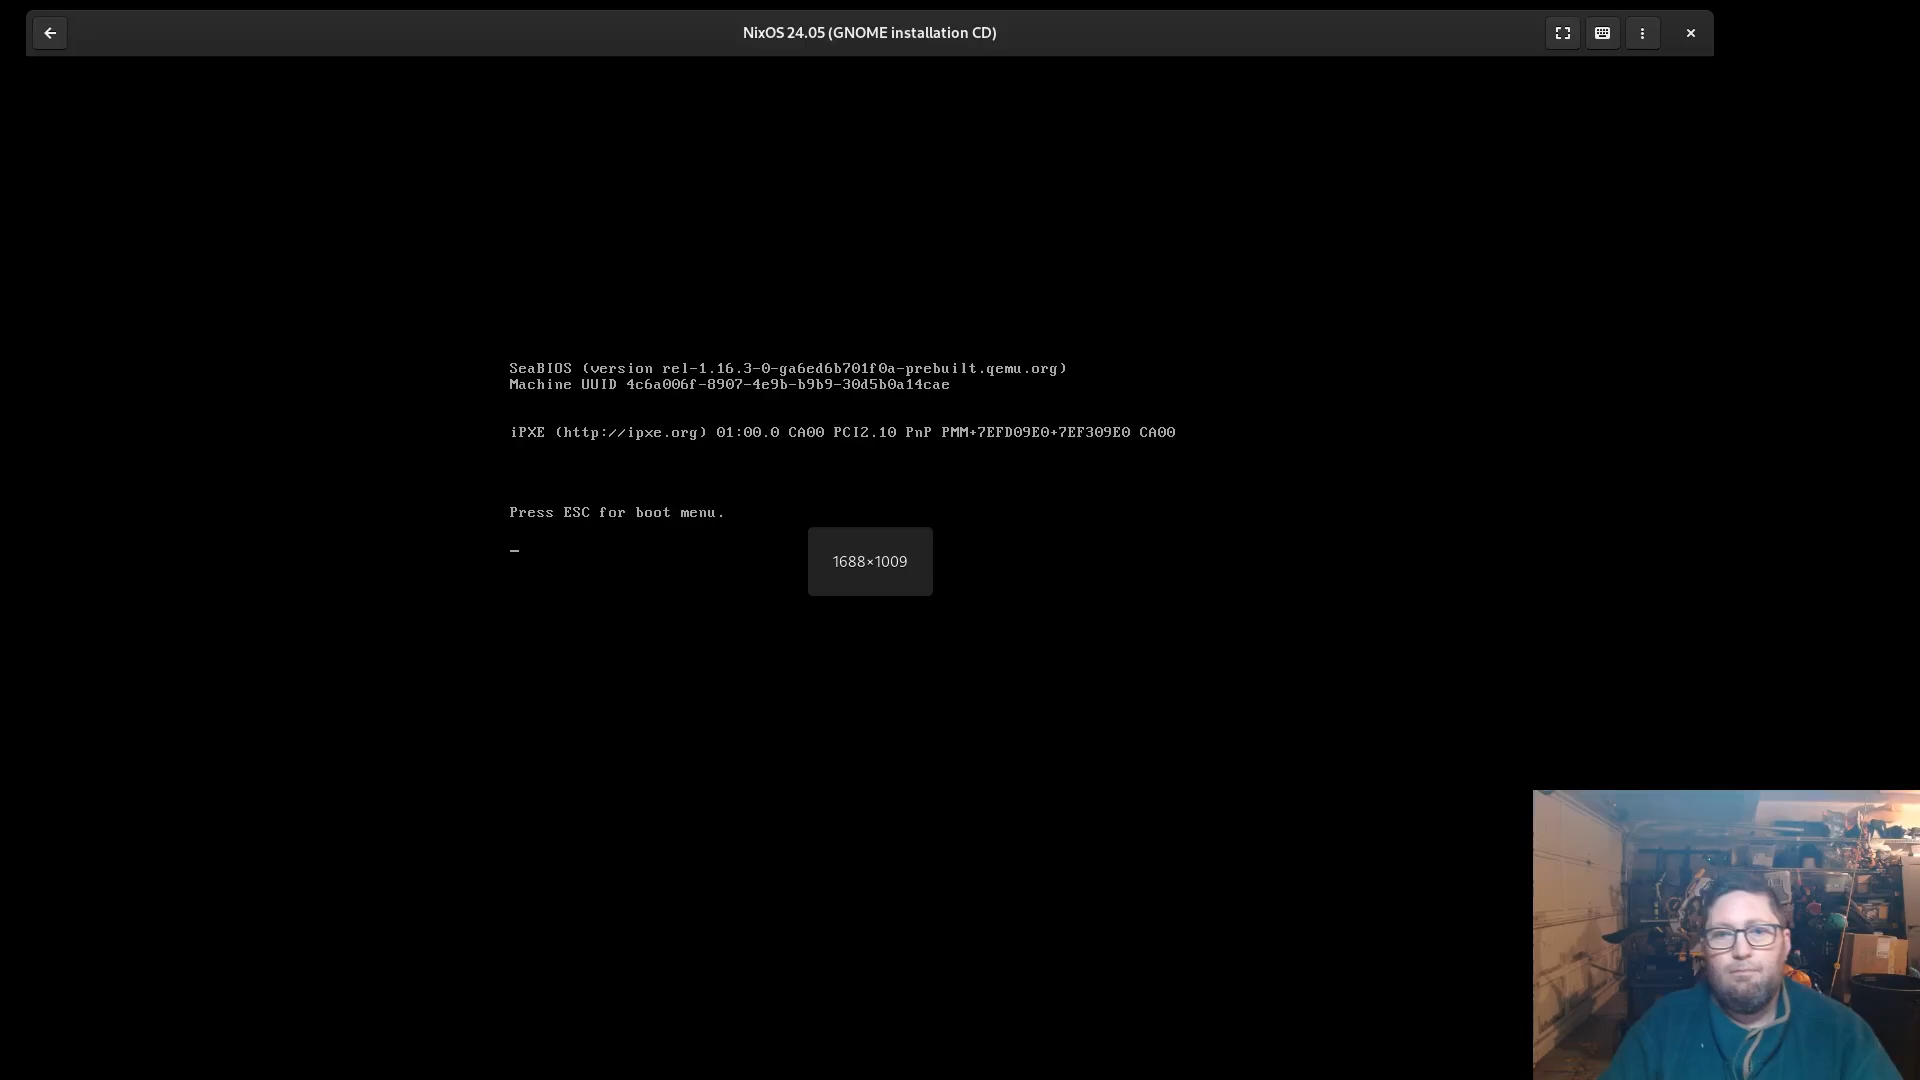 NixOS 24.05 (GNOME installation CD)
SeaBIOS (version rel-1.16.3-0-ga6ed6b701f0a-prebuilt.qemu.org)
Machine UUID 4c6a006f-8907-4e9b-b9b9-30d5b0a14cae
iPXE (http://ipxe.org) 01:00.0 CA00 PCI2.10 PnP PMM+7EFD09E0+7EF309E0 CA00
Press ESC for boot menu.
1688×1009